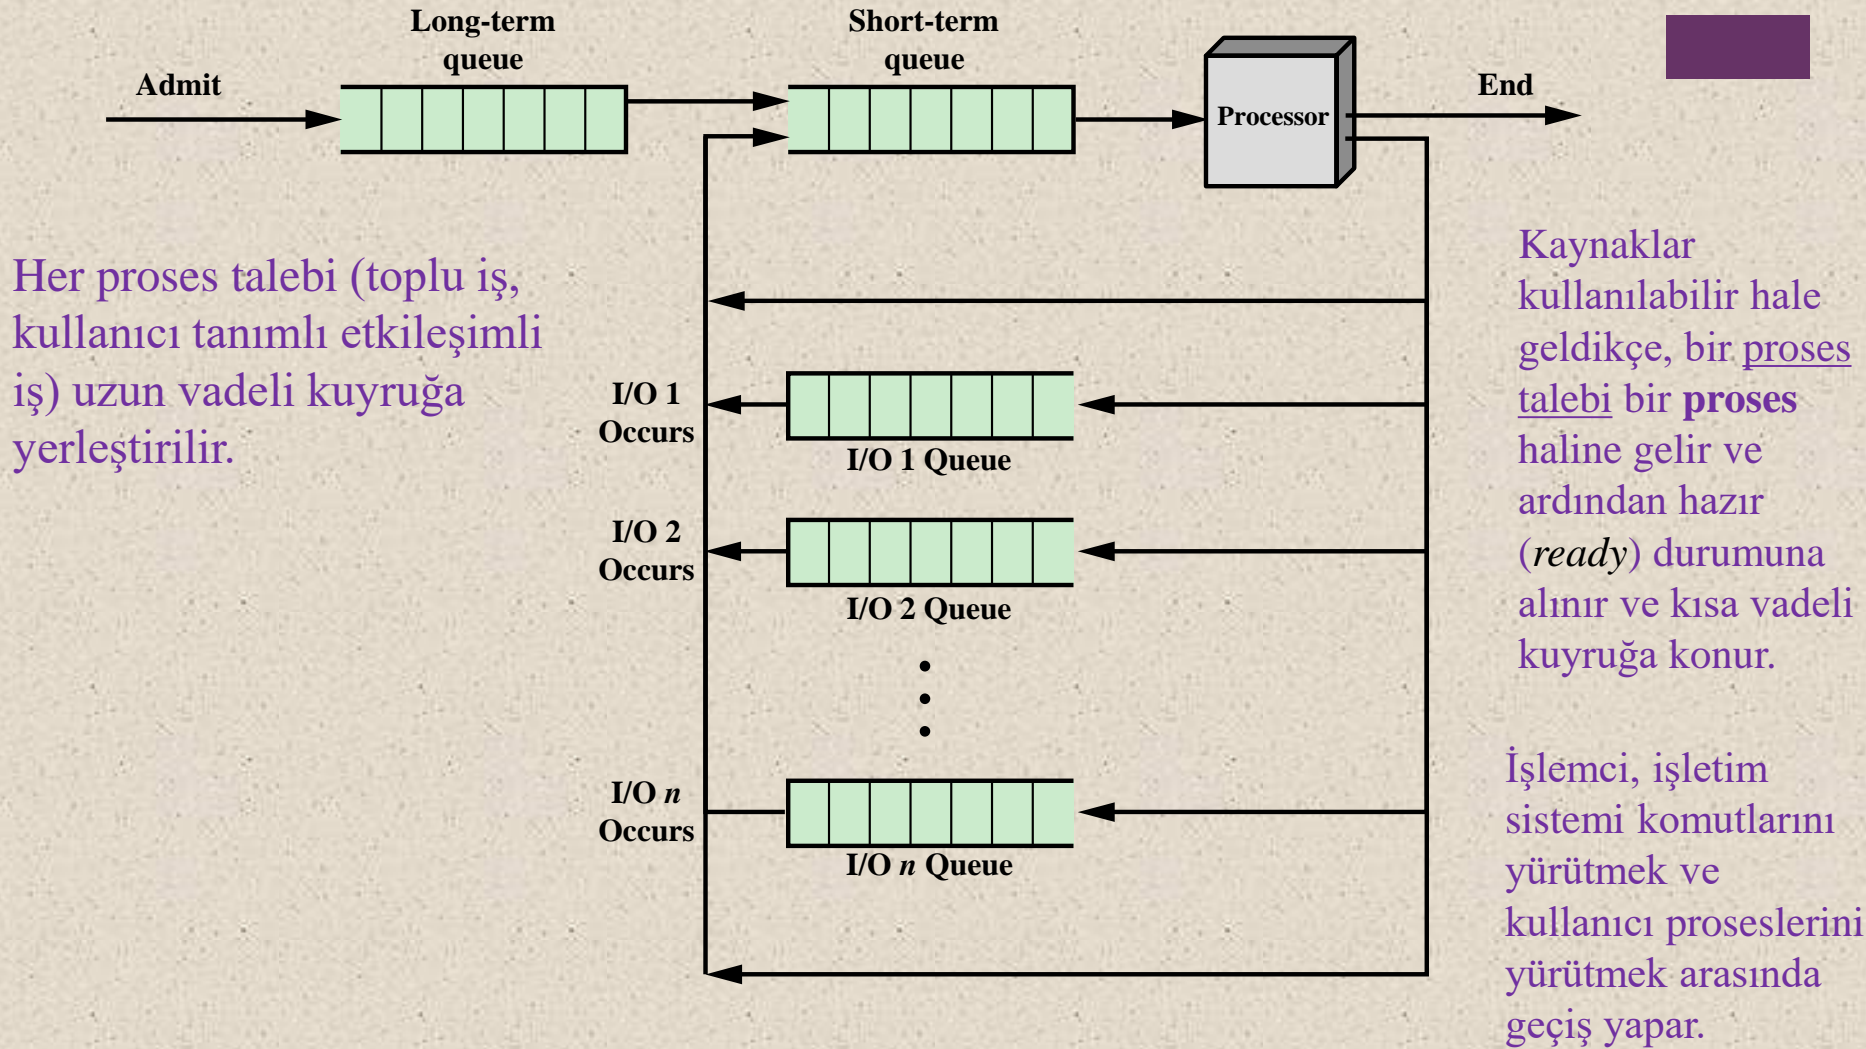 Long-term
queue
Short-term
queue
Admit
Processor
End
Her proses talebi (toplu iş,
kullanıcı tanımlı etkileşimli
iş) uzun vadeli kuyruğa
yerleştirilir.
I/O 1
Occurs
I/O 1 Queue
I/O 2
Occurs
I/O 2 Queue
I/O n
Occurs
I/O n Queue
Kaynaklar
kullanılabilir hale
geldikçe, bir proses
talebi bir proses
haline gelir ve
ardından hazır
(ready) durumuna
alınır ve kısa vadeli
kuyruğa konur.
İşlemci, işletim
sistemi komutlarını
yürütmek ve
kullanıcı proseslerini
yürütmek arasında
geçiş yapar.